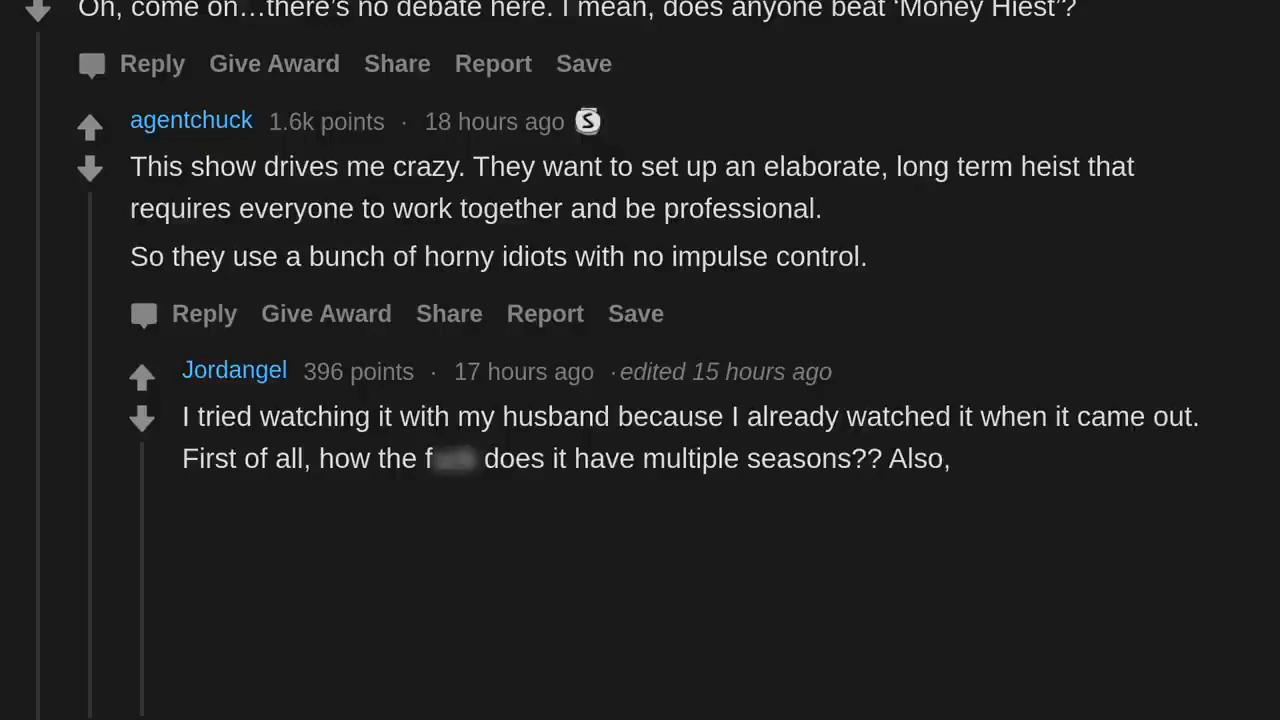 Oh, come on…there’s no debate here. I mean, does anyone beat ‘Money Hiest’?
Reply Give Award Share Report Save
agentchuck 1.6k points · 18 hours ago S
This show drives me crazy. They want to set up an elaborate, long term heist that
requires everyone to work together and be professional.
So they use a bunch of horny idiots with no impulse control.
Reply Give Award Share Report Save
Jordangel 396 points · 17 hours ago · edited 15 hours ago
I tried watching it with my husband because I already watched it when it came out.
First of all, how the f does it have multiple seasons?? Also,